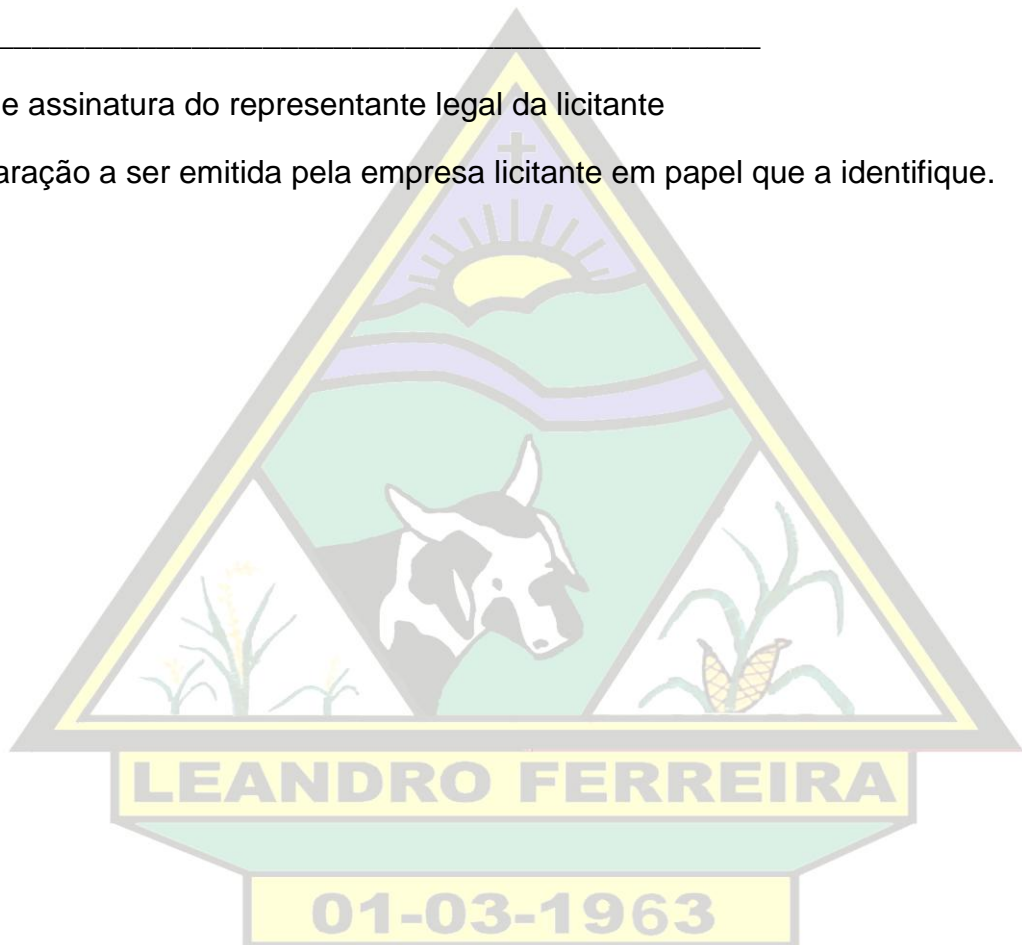 e assinatura do representante legal da licitante
aração a ser emitida pela empresa licitante em papel que a identifique.
LEANDRO FERREIRA
01-03-1963